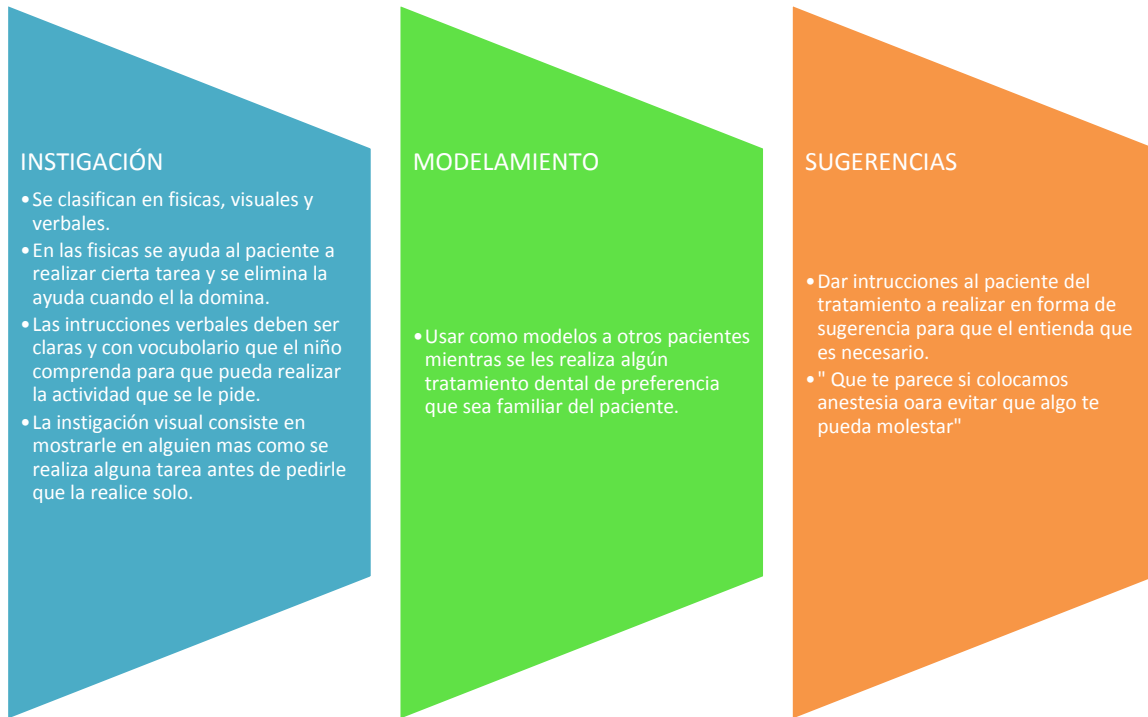 INSTIGACIÓN
•Se clasifican en fisicas, visuales y
verbales.
•En las fisicas se ayuda al paciente a
realizar cierta tarea y se elimina la
ayuda cuando el la domina.
•Las intrucciones verbales deben ser
claras y con vocubolario que el niño
comprenda para que pueda realizar
la actividad que se le pide.
•La instigación visual consiste en
mostrarle en alguien mas como se
realiza alguna tarea antes de pedirle
que la realice solo.
MODELAMIENTO
•Usar como modelos a otros pacientes
mientras se les realiza algún
tratamiento dental de preferencia
que sea familiar del paciente.
SUGERENCIAS
•Dar intrucciones al paciente del
tratamiento a realizar en forma de
sugerencia para que el entienda que
es necesario.
•" Que te parece si colocamos
anestesia oara evitar que algo te
pueda molestar"